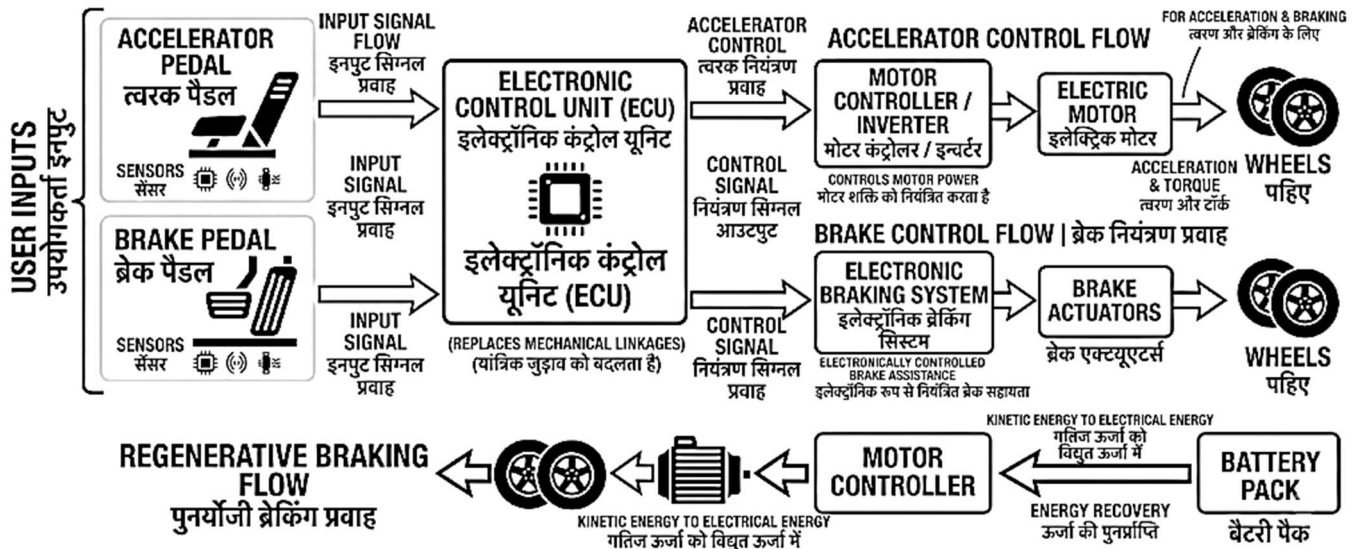 USER INPUTS
उपयोगकर्ता इनपुट
ACCELERATOR
PEDAL
त्वरक पैडल
SENSORS
सेंसर
BRAKE PEDAL
ब्रेक पैडल
SENSORS
सेंसर
INPUT SIGNAL
FLOW
इनपुट सिग्नल
प्रवाह
INPUT
SIGNAL
इनपुट सिग्नल
प्रवाह
INPUT
SIGNAL
इनपुट सिग्नल
प्रवाह
ELECTRONIC
CONTROL UNIT (ECU)
इलेक्ट्रॉनिक कंट्रोल यूनिट
इलेक्ट्रॉनिक कंट्रोल
यूनिट (ECU)
(REPLACES MECHANICAL LINKAGES)
(यांत्रिक जुड़ाव को बदलता है)
ACCELERATOR
CONTROL
त्वरक नियंत्रण
प्रवाह
CONTROL
SIGNAL
नियंत्रण सिग्नल
आउटपुट
CONTROL
SIGNAL
नियंत्रण सिग्नल
प्रवाह
ACCELERATOR CONTROL FLOW
MOTOR
CONTROLLER /
INVERTER
मोटर कंट्रोलर / इन्वर्टर
CONTROLS MOTOR POWER
मोटर शक्ति को नियंत्रित करता है
ELECTRIC
MOTOR
इलेक्ट्रिक मोटर
FOR ACCELERATION & BRAKING
त्वरण और ब्रेकिंग के लिए
ACCELERATION
& TORQUE
त्वरण और टॉर्क
WHEELS
पहिए
BRAKE CONTROL FLOW | ब्रेक नियंत्रण प्रवाह
ELECTRONIC
BRAKING SYSTEM
इलेक्ट्रॉनिक ब्रेकिंग
सिस्टम
ELECTRONICALLY CONTROLLED
BRAKE ASSISTANCE
इलेक्ट्रॉनिक रूप से नियंत्रित ब्रेक सहायता
BRAKE
ACTUATORS
ब्रेक एक्टयूएटर्स
WHEELS
पहिए
REGENERATIVE BRAKING
FLOW
पुनर्योजी ब्रेकिंग प्रवाह
KINETIC ENERGY TO ELECTRICAL ENERGY
गतिज ऊर्जा को विद्युत ऊर्जा में
MOTOR
CONTROLLER
KINETIC ENERGY TO ELECTRICAL ENERGY
गतिज ऊर्जा को
विद्युत ऊर्जा में
ENERGY RECOVERY
ऊर्जा की पुनर्प्राप्ति
BATTERY
PACK
बैटरी पैक